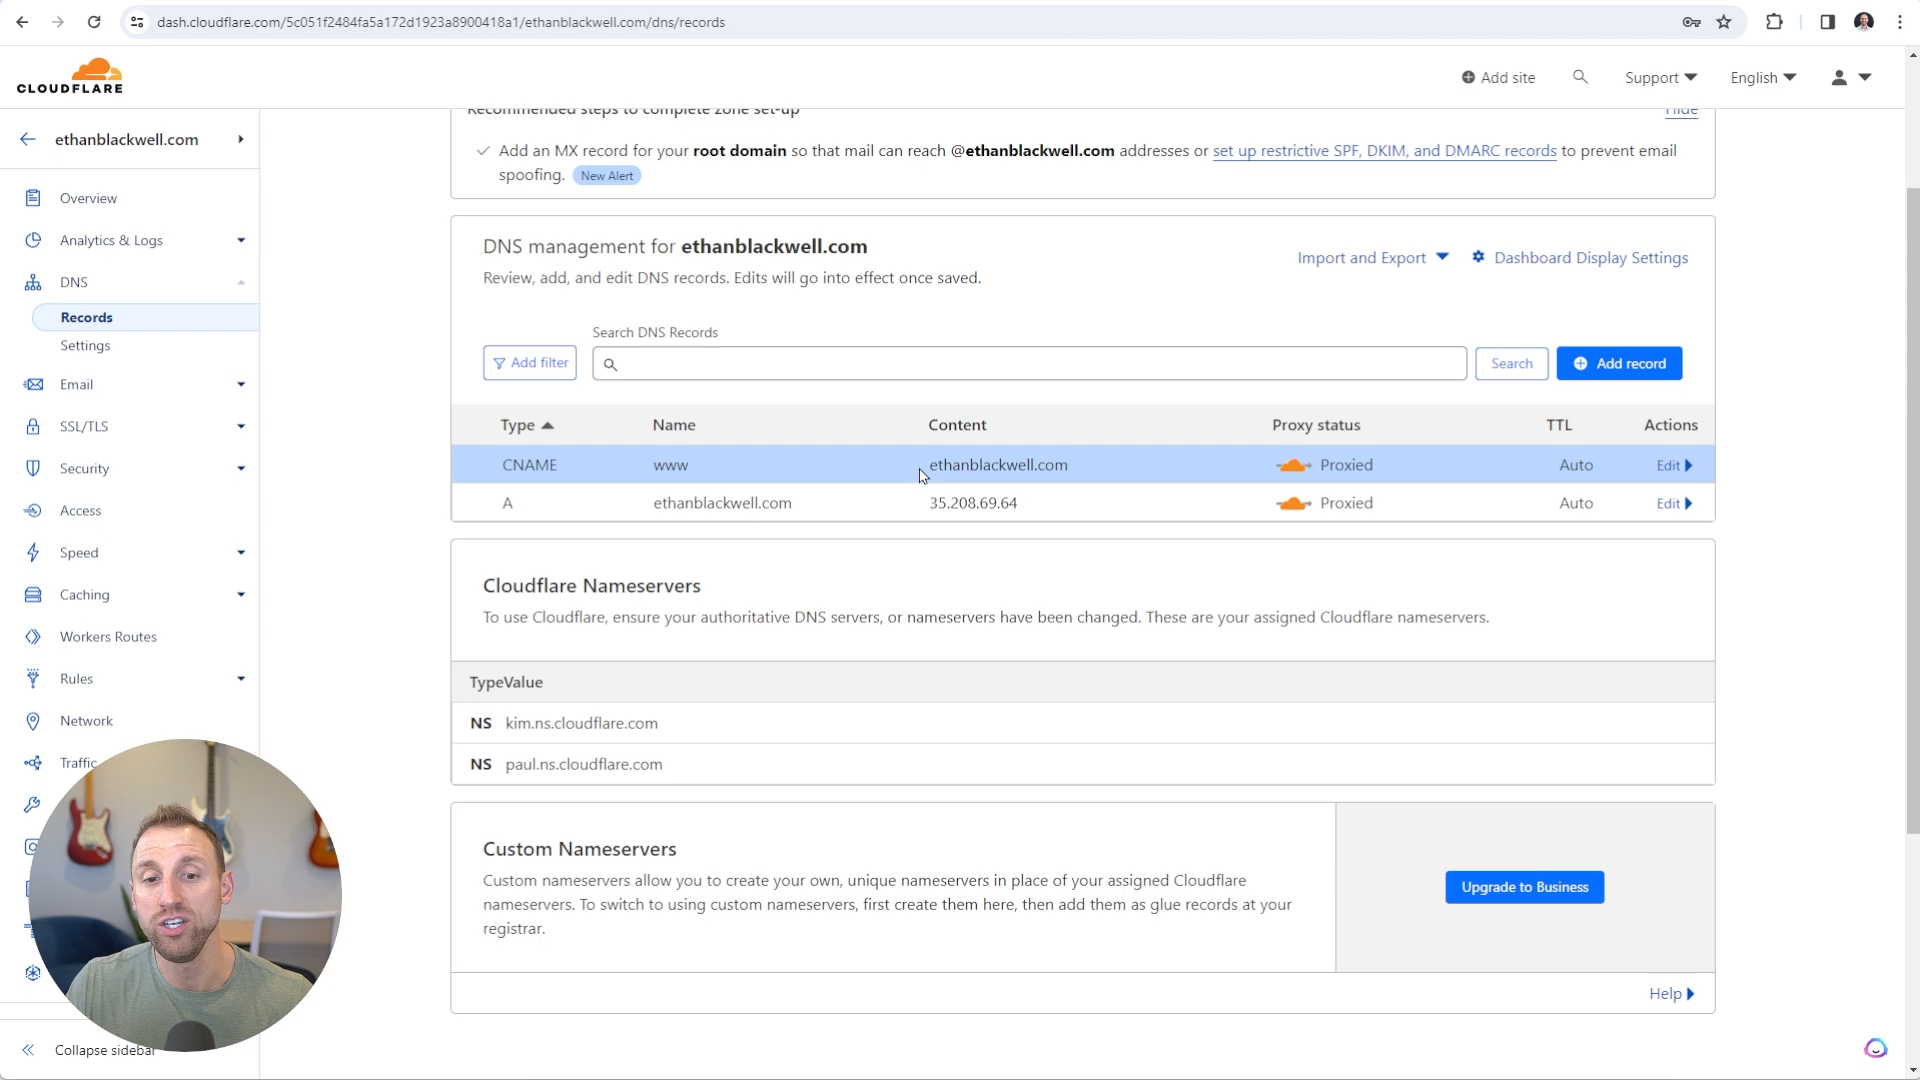 dash.cloudflare.com/5c051f2484fa5a172d1923a8900418a1/ethanblackwell.com/dns/records
CLOUDFLARE
Add site
Support
English
ethanblackwell.com
Overview
Analytics & Logs
DNS
Records
Settings
Email
SSL/TLS
Security
Access
Speed
Caching
Workers Routes
Rules
Network
Traffic
Collapse sidebar
Recommended steps to complete zone set-up
Hide
Add an MX record for your root domain so that mail can reach @ethanblackwell.com addresses or set up restrictive SPF, DKIM, and DMARC records to prevent email
spoofing. New Alert
DNS management for ethanblackwell.com
Review, add, and edit DNS records. Edits will go into effect once saved.
Import and Export
Dashboard Display Settings
Search DNS Records
Add filter
Search
Add record
Type Name Content Proxy status TTL Actions
CNAME www ethanblackwell.com Proxied Auto Edit
A ethanblackwell.com 35.208.69.64 Proxied Auto Edit
Cloudflare Nameservers
To use Cloudflare, ensure your authoritative DNS servers, or nameservers have been changed. These are your assigned Cloudflare nameservers.
TypeValue
NS kim.ns.cloudflare.com
NS paul.ns.cloudflare.com
Custom Nameservers
Custom nameservers allow you to create your own, unique nameservers in place of your assigned Cloudflare
nameservers. To switch to using custom nameservers, first create them here, then add them as glue records at your
registrar.
Upgrade to Business
Help